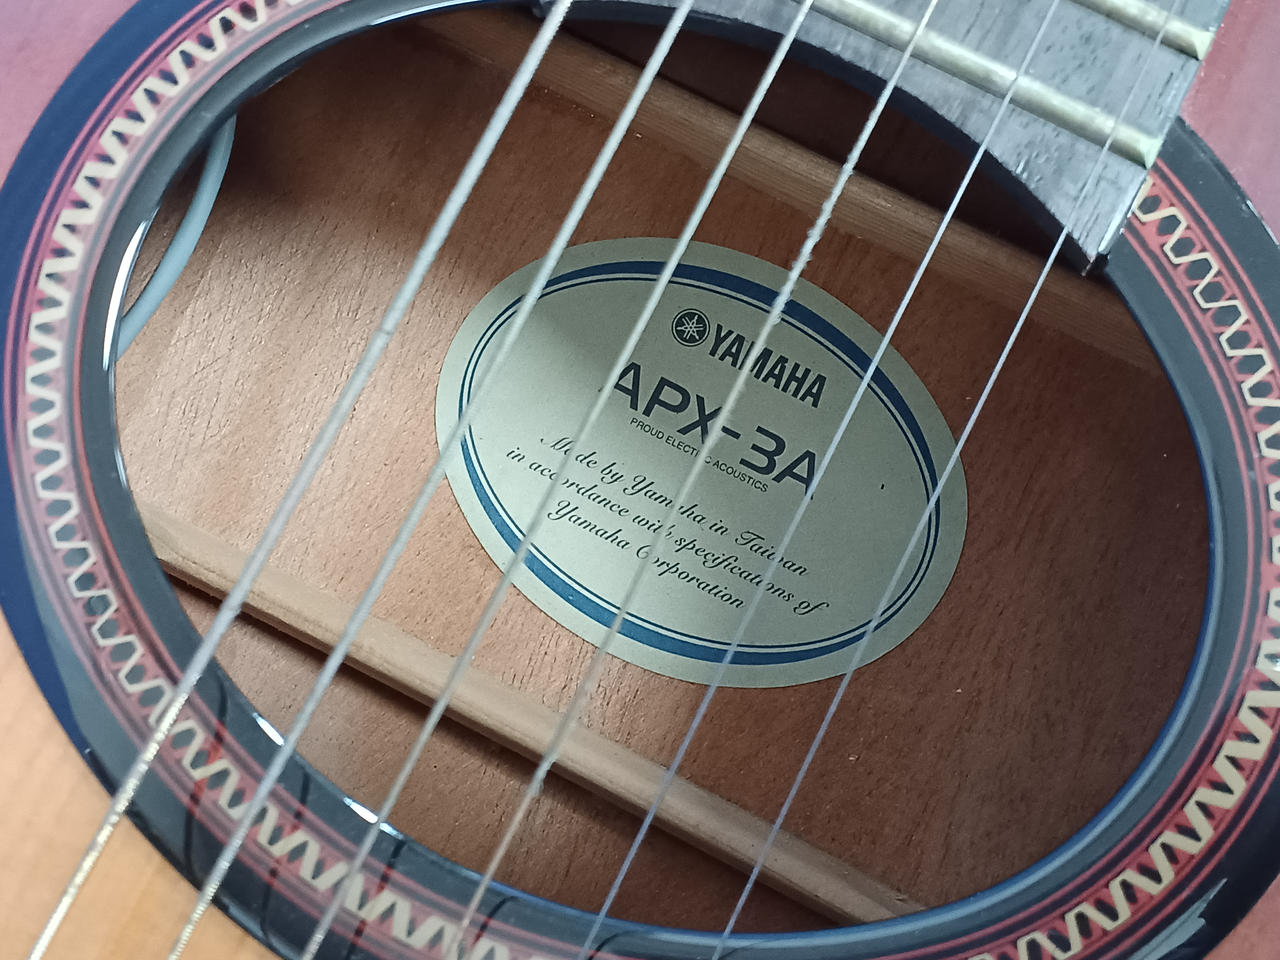 YAMAHA
APX-3A
PROUD ELECTRIC ACOUSTICS
Made by Yamaha in Taiwan
in accordance with specifications of
Yamaha Corporation